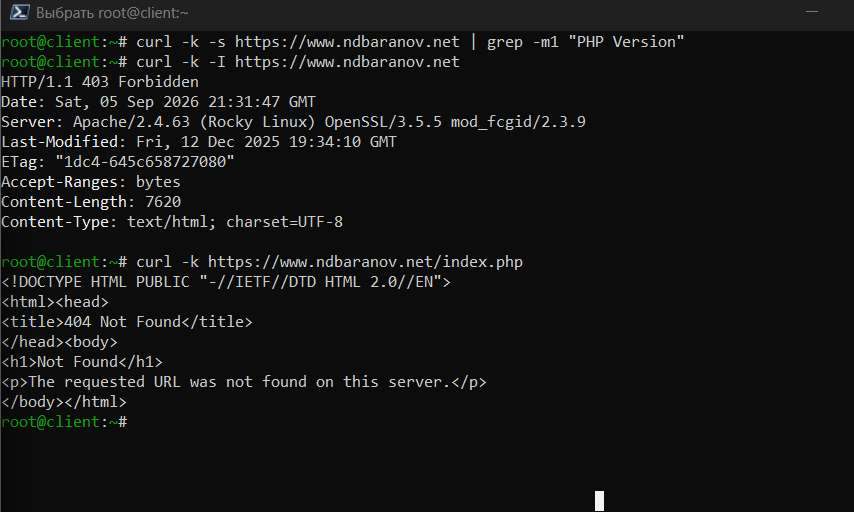 Выбрать root@client:~
root@client:~# curl -k -s https://www.ndbaranov.net | grep -m1 "PHP Version"
root@client:~# curl -k -I https://www.ndbaranov.net
HTTP/1.1 403 Forbidden
Date: Sat, 05 Sep 2026 21:31:47 GMT
Server: Apache/2.4.63 (Rocky Linux) OpenSSL/3.5.5 mod_fcgid/2.3.9
Last-Modified: Fri, 12 Dec 2025 19:34:10 GMT
ETag: "1dc4-645c658727080"
Accept-Ranges: bytes
Content-Length: 7620
Content-Type: text/html; charset=UTF-8
root@client:~# curl -k https://www.ndbaranov.net/index.php
<!DOCTYPE HTML PUBLIC "-//IETF//DTD HTML 2.0//EN">
<html><head>
<title>404 Not Found</title>
</head><body>
<h1>Not Found</h1>
<p>The requested URL was not found on this server.</p>
</body></html>
root@client:~#